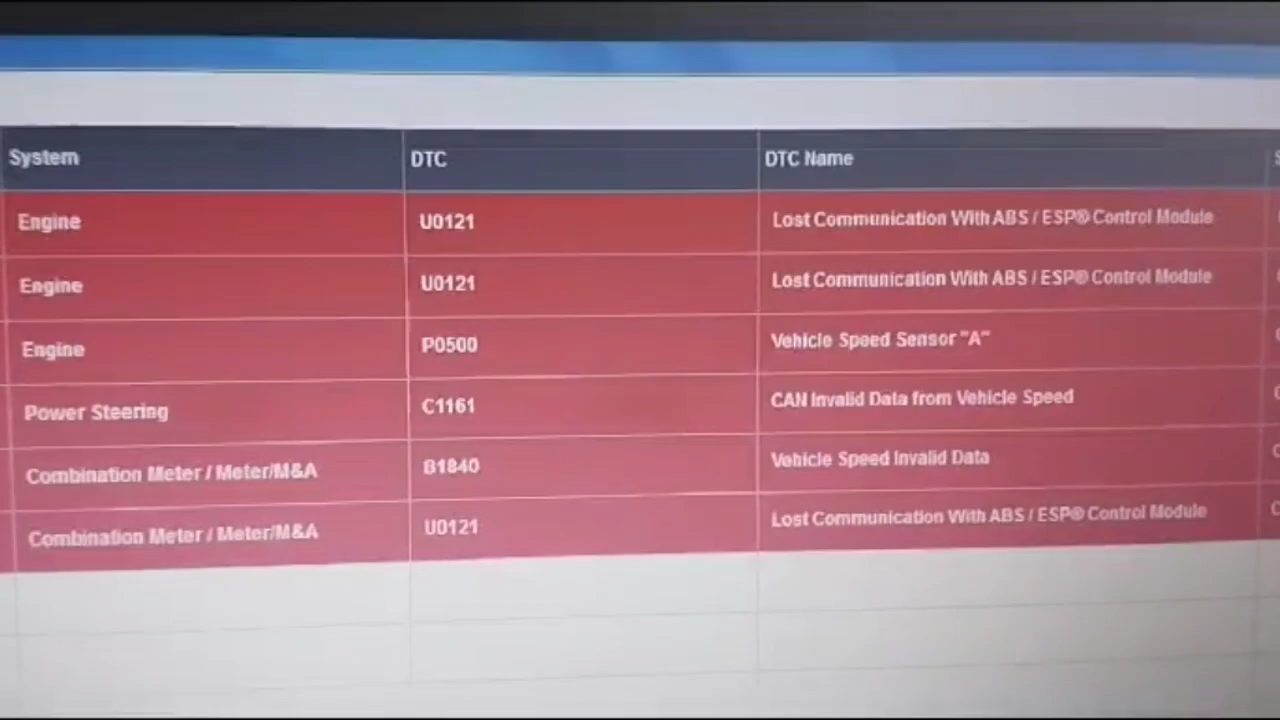 System DTC DTC Name
Engine U0121 Lost Communication With ABS / ESP® Control Module
Engine U0121 Lost Communication With ABS / ESP® Control Module
Engine P0500 Vehicle Speed Sensor "A"
Power Steering C1161 CAN Invalid Data from Vehicle Speed
Combination Meter / Meter/M&A B1840 Vehicle Speed Invalid Data
Combination Meter / Meter/M&A U0121 Lost Communication With ABS / ESP® Control Module